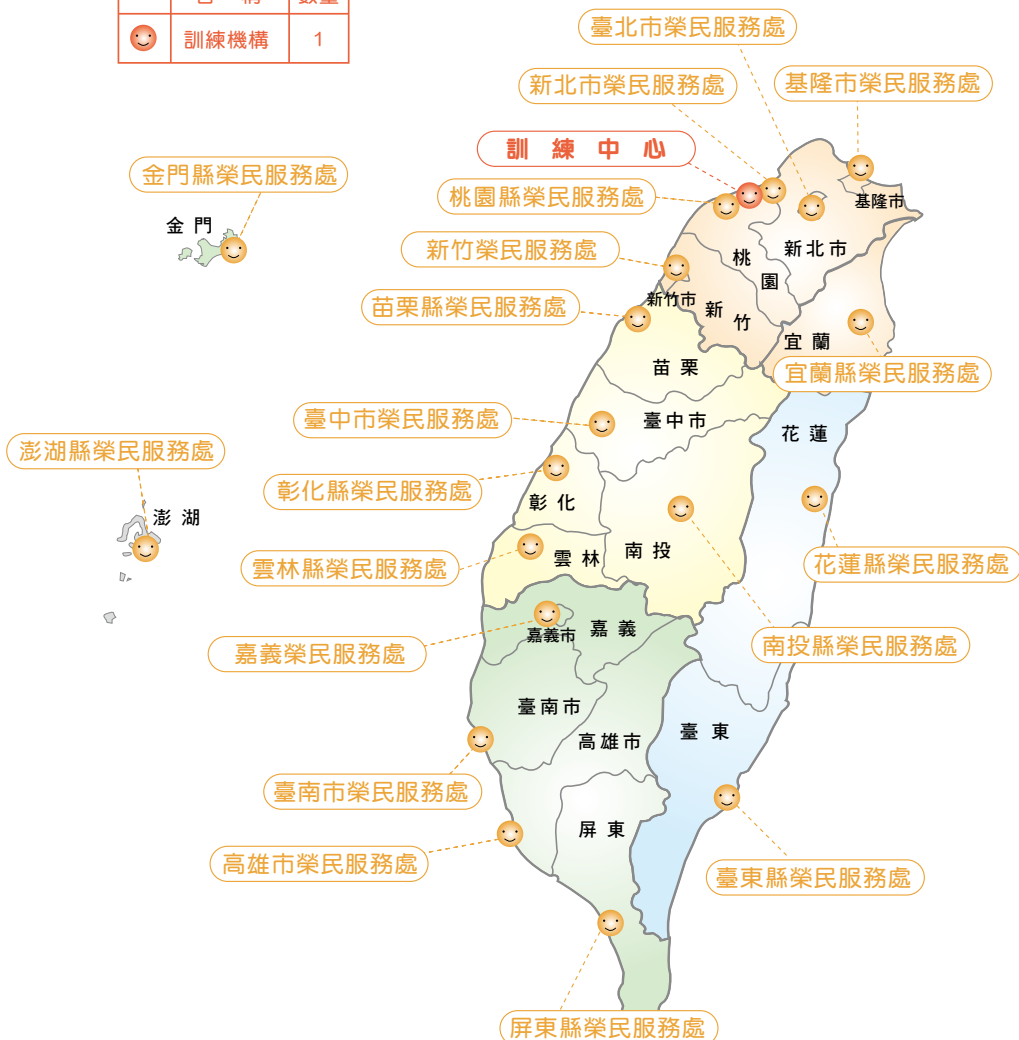 數量
訓練機構 1
臺北市榮民服務處
新北市榮民服務處
基隆市榮民服務處
訓練中心
金門縣榮民服務處
桃園縣榮民服務處
基隆市
金門
新竹榮民服務處
新北市
桃園
新竹市
新竹
苗栗縣榮民服務處
宜蘭
苗栗
宜蘭縣榮民服務處
臺中市榮民服務處
臺中市
花蓮
澎湖縣榮民服務處
彰化縣榮民服務處
彰化
澎湖
雲林縣榮民服務處
雲林
南投
花蓮縣榮民服務處
嘉義市
嘉義
嘉義榮民服務處
南投縣榮民服務處
臺南市
高雄市
臺東
臺南市榮民服務處
屏東
高雄市榮民服務處
臺東縣榮民服務處
屏東縣榮民服務處